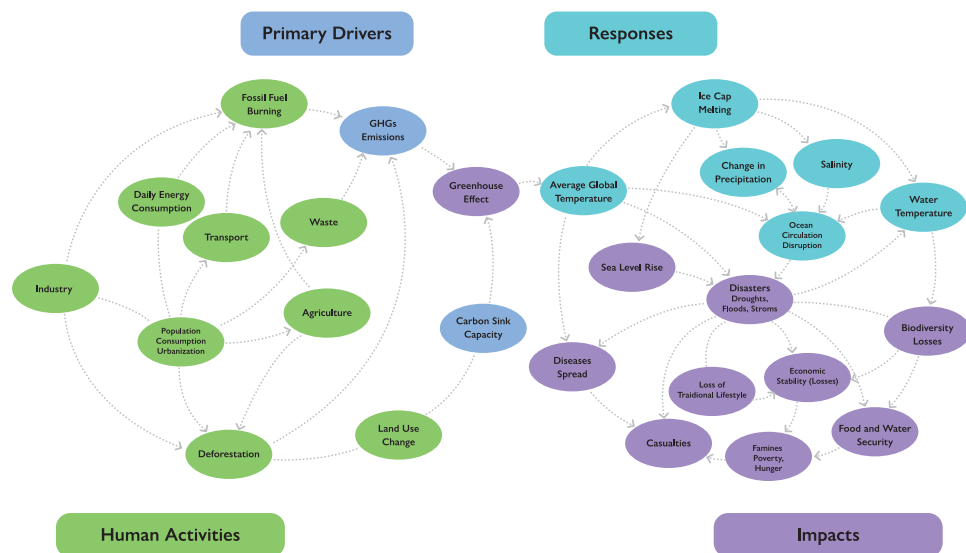 Primary Drivers
Responses
Fossil Fuel
Burning
Ice Cap
Melting
GHGs
Emissions
Change in
Precipitation
Salinity
Greenhouse
Effect
Average Global
Temperature
Daily Energy
Consumption
Waste
Water
Temperature
Transport
Ocean
Circulation
Disruption
Sea Level Rise
Industry
Disasters
Droughts,
Floods, Stroms
Agriculture
Carbon Sink
Capacity
Biodiversity
Losses
Population
Consumption
Urbanization
Diseases
Spread
Economic
Stability (Losses)
Loss of
Traidional Lifestyle
Land Use
Change
Food and Water
Security
Casualties
Deforestation
Famines
Poverty,
Hunger
Human Activities
Impacts